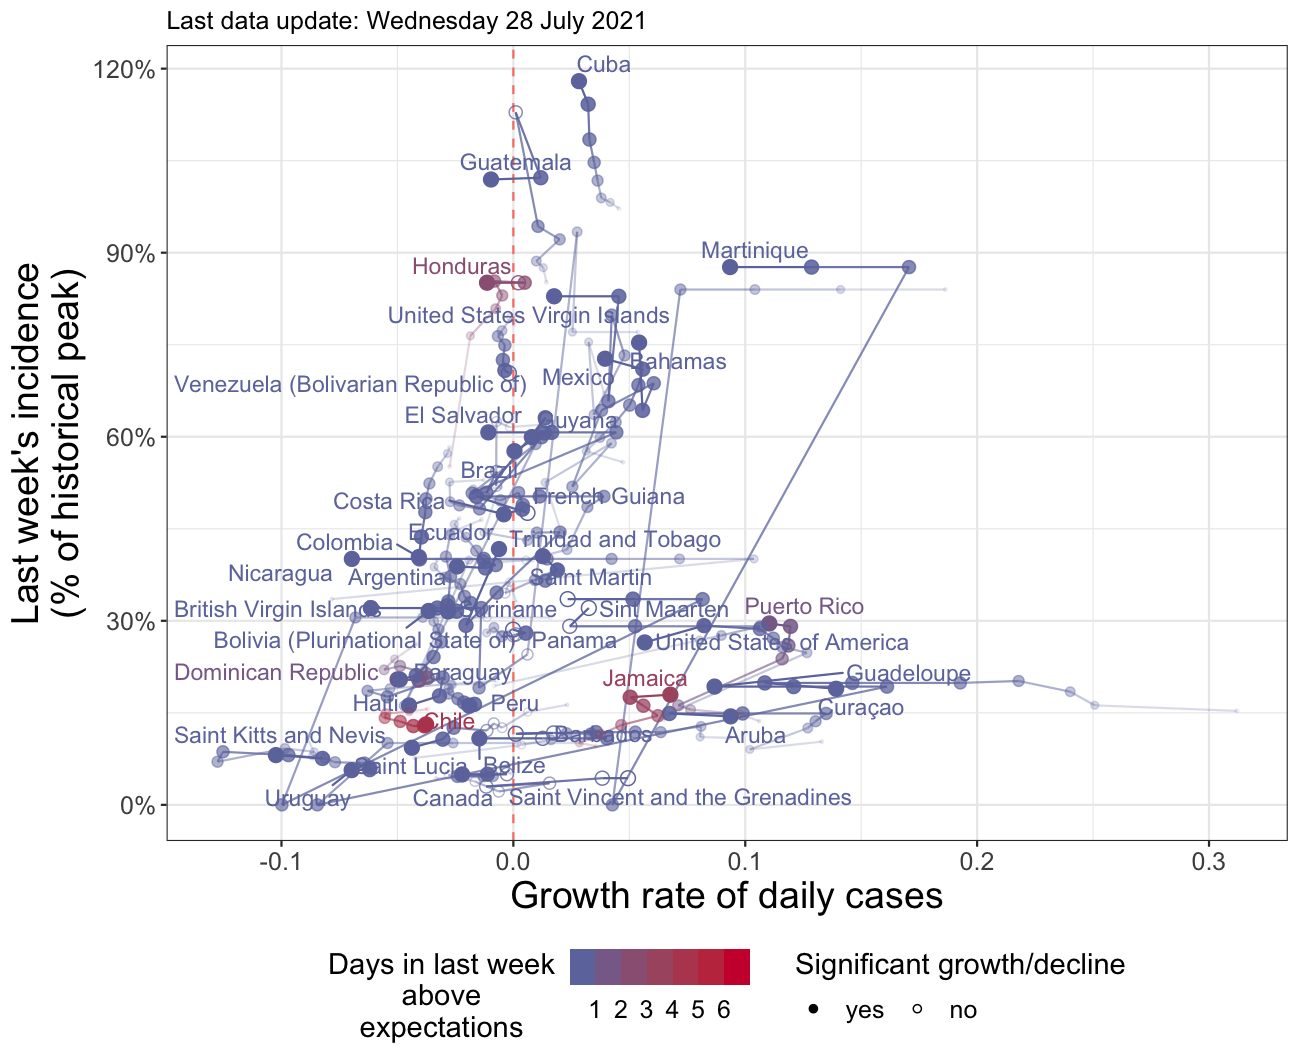 Last data update: Wednesday 28 July 2021
120%
90%
60%
30%
0%
Last week's incidence
(% of historical peak)
Cuba
Guatemala
Martinique
Honduras
United States Virgin Islands
Bahamas
Mexico
Venezuela (Bolivarian Republic of)
El Salvador
Guyana
Brazil
French Guiana
Costa Rica
Ecuador
Trinidad and Tobago
Colombia
Nicaragua
Argentina
Saint Martin
British Virgin Islands
Suriname
Sint Maarten
Puerto Rico
Bolivia (Plurinational State of)
Panama
United States of America
Dominican Republic
Paraguay
Jamaica
Guadeloupe
Haiti
Peru
Curaçao
Chile
Saint Kitts and Nevis
Barbados
Aruba
Saint Lucia
Belize
Uruguay
Canada
Saint Vincent and the Grenadines
-0.1
0.0
0.1
0.2
0.3
Growth rate of daily cases
Days in last week
above
expectations
1 2 3 4 5 6
Significant growth/decline
yes
no